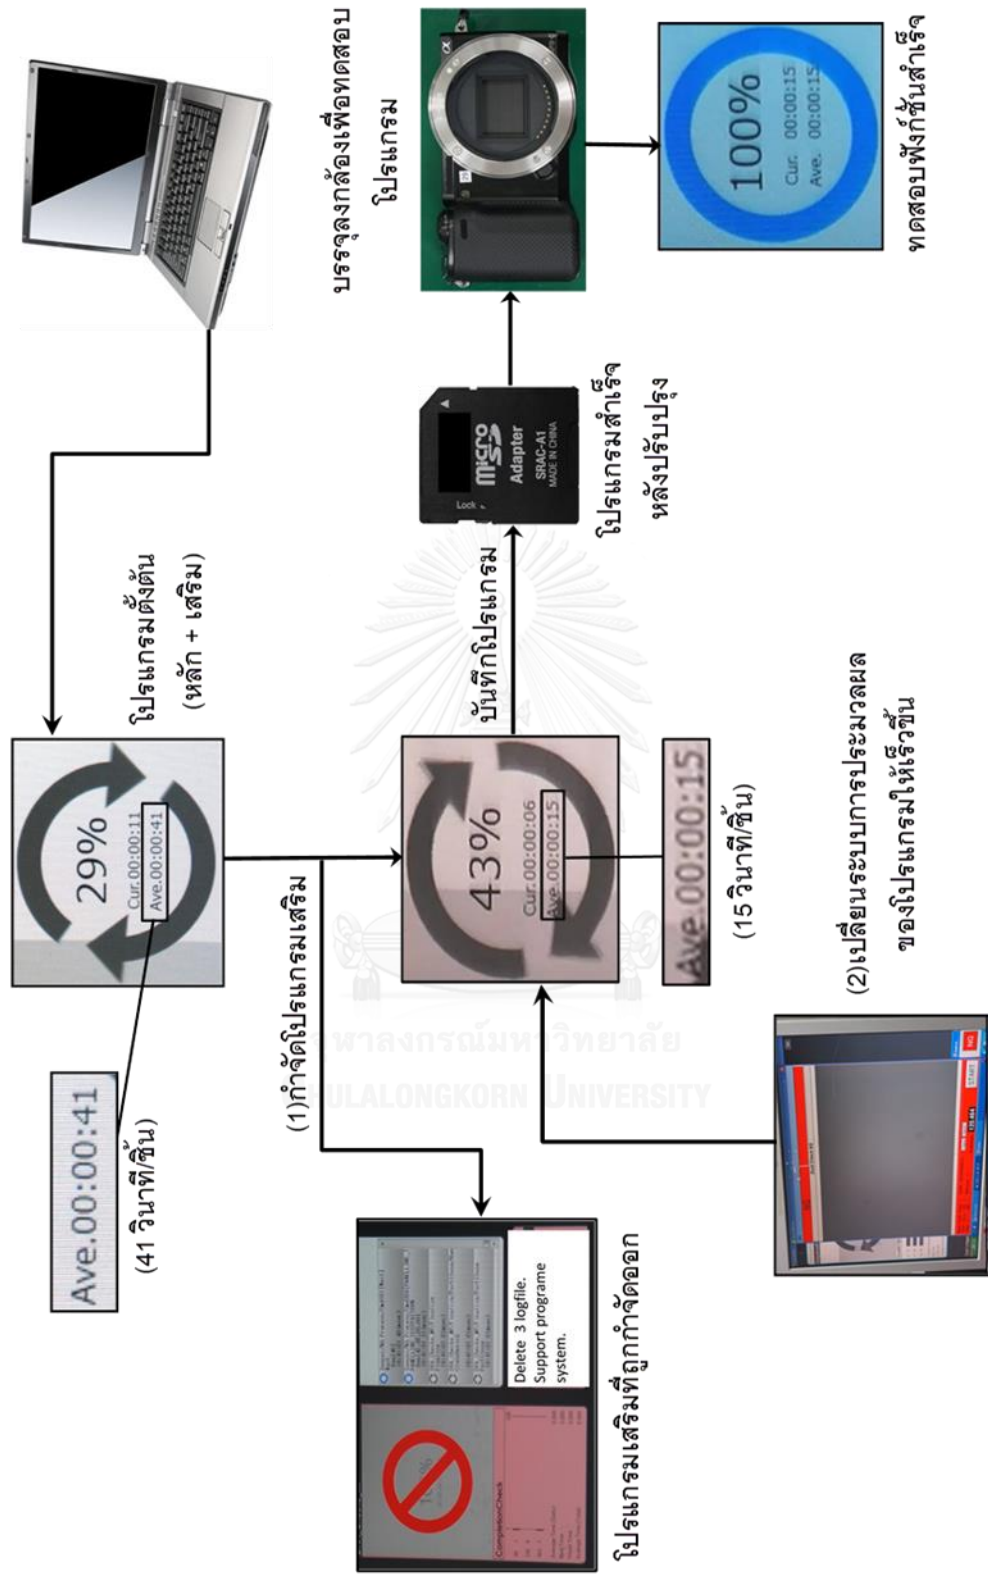 Ave.00:00:41
(41 วินาที/ชิ้น)
29%
Cur.00:00:11
Ave.00:00:41
โปรแกรมตั้งต้น
(หลัก + เสริม)
(1)กำจัดโปรแกรมเสริม
Delete 3 logfile.
Support programe
system.
CompletionCheck
โปรแกรมเสริมที่ถูกกำจัดออก
43%
Cur.00:00:06
Ave.00:00:15
Ave.00:00:15
(15 วินาที/ชิ้น)
START
NG
(2)เปลี่ยนระบบการประมวลผล
ของโปรแกรมให้เร็วขึ้น
บันทึกโปรแกรม
Lock
micro
SD
Adapter
SRAC-A1
MADE IN CHINA
โปรแกรมสำเร็จ
หลังปรับปรุง
บรรจุลงกล้องเพื่อทดสอบ
โปรแกรม
100%
Cur. 00:00:15
Ave. 00:00:15
ทดสอบฟังก์ชันสำเร็จ
จุฬาลงกรณ์มหาวิทยาลัย
CHULALONGKORN UNIVERSITY